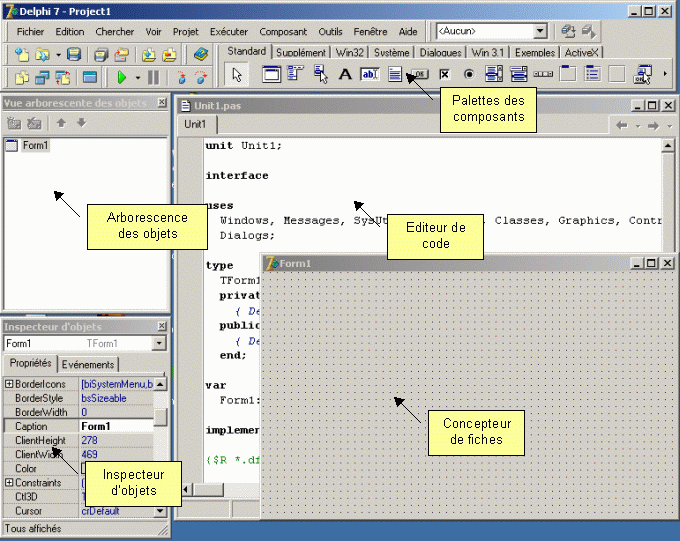 Delphi 7 - Project1
Fichier Edition Chercher Voir Projet Exécuter Composant Outils Fenêtre Aide
<Aucun>
Standard Supplément Win32 Système Dialogues Win 3.1 Exemples ActiveX
Palettes des
composants
Vue arborescente des objets
Form1
Arborescence
des objets
Unit1.pas
Unit1
unit Unit1;
interface
uses
Windows, Messages, SysUt Classes, Graphics, Contr
Dialogs;
Editeur de
code
type
TForm1
private
{ De
public
{ De
end;
var
Form1:
implemen
{$R *.df
Form1
Concepteur
de fiches
Inspecteur d'objets
Form1 TForm1
Propriétés Evénements
BorderIcons [biSystemMenu,b
BorderStyle bsSizeable
BorderWidth 0
Caption Form1
ClientHeight 278
ClientWidth 469
Color
Constraints
Ctl3D
Cursor crDefault
Inspecteur
d'objets
Tous affichés